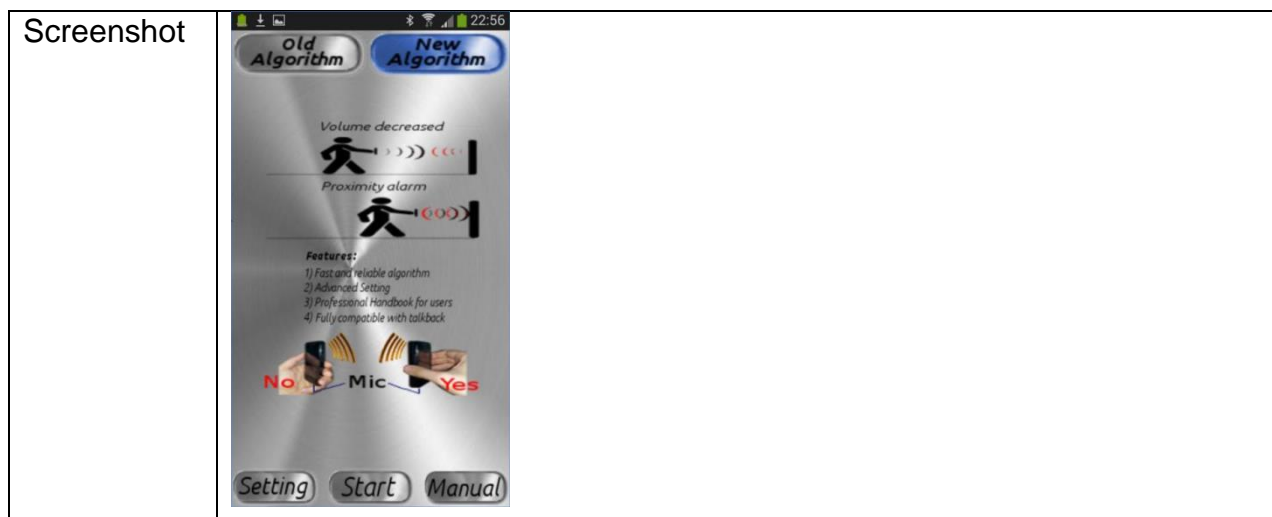 Screenshot
22:56
Old
Algorithm
New
Algorithm
Volume decreased
Proximity alarm
Features:
1) Fast and reliable algorithm
2) Advanced Setting
3) Professional Handbook for users
4) Fully compatible with talkback
No Mic Yes
Setting Start Manual